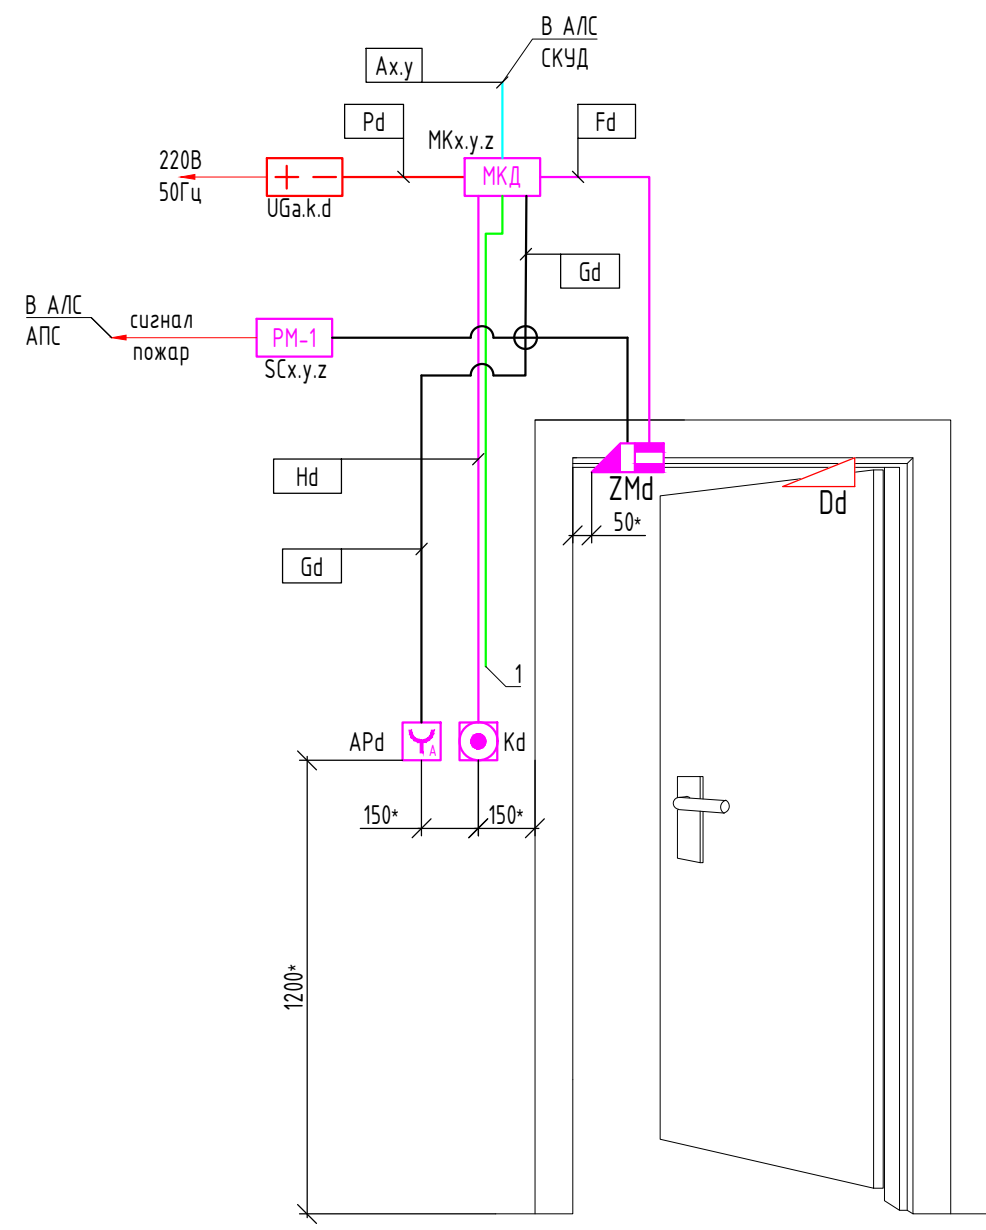 В АЛС
СКУД
Ax.y
Pd
Fd
MKx.y.z
220В
50Гц
МКД
UGa.k.d
Gd
В АЛС
АПС
сигнал
пожар
РМ-1
SCx.y.z
Hd
ZMd
Dd
50*
Gd
1
APd
A
Kd
150*
150*
1200*